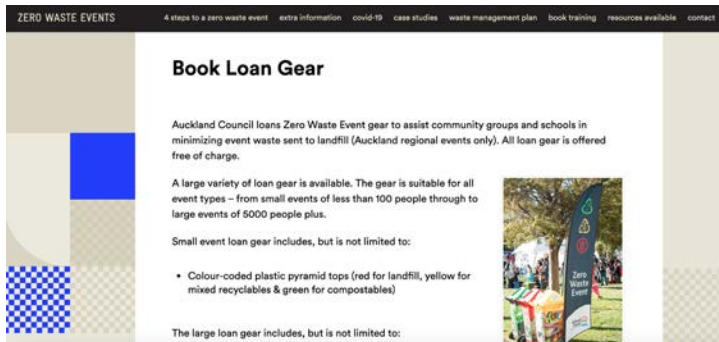 ZERO WASTE EVENTS
4 steps to a zero waste event extra information covid-19 case studies waste management plan book training resources available contact
Book Loan Gear
Auckland Council loans Zero Waste Event gear to assist community groups and schools in
minimizing event waste sent to landfill (Auckland regional events only). All loan gear is offered
free of charge.
A large variety of loan gear is available. The gear is suitable for all
event types – from small events of less than 100 people through to
large events of 5000 people plus.
Small event loan gear includes, but is not limited to:
• Colour-coded plastic pyramid tops (red for landfill, yellow for
mixed recyclables & green for compostables)
The large loan gear includes, but is not limited to:
Zero
Waste
Event